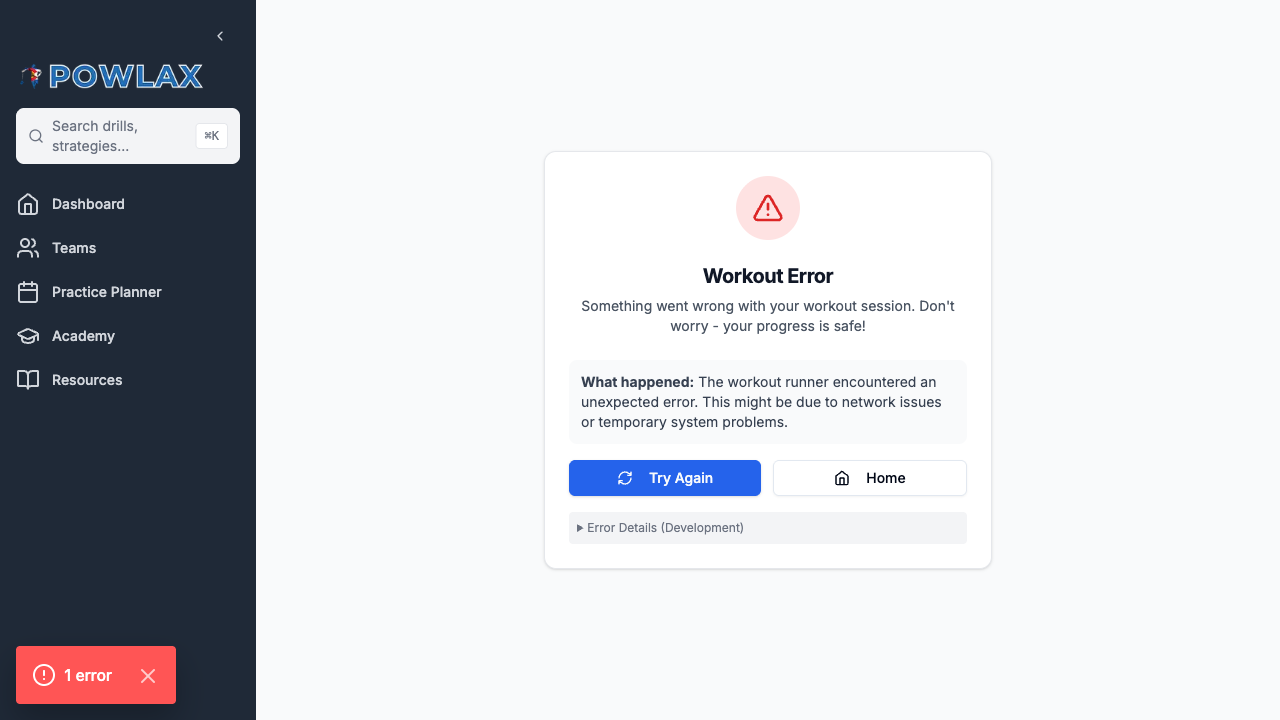 POWLAX
Search drills,
strategies...
⌘K
Dashboard
Teams
Practice Planner
Academy
Resources
Workout Error
Something went wrong with your workout session. Don't
worry - your progress is safe!
What happened: The workout runner encountered an
unexpected error. This might be due to network issues
or temporary system problems.
Try Again
Home
Error Details (Development)
1 error